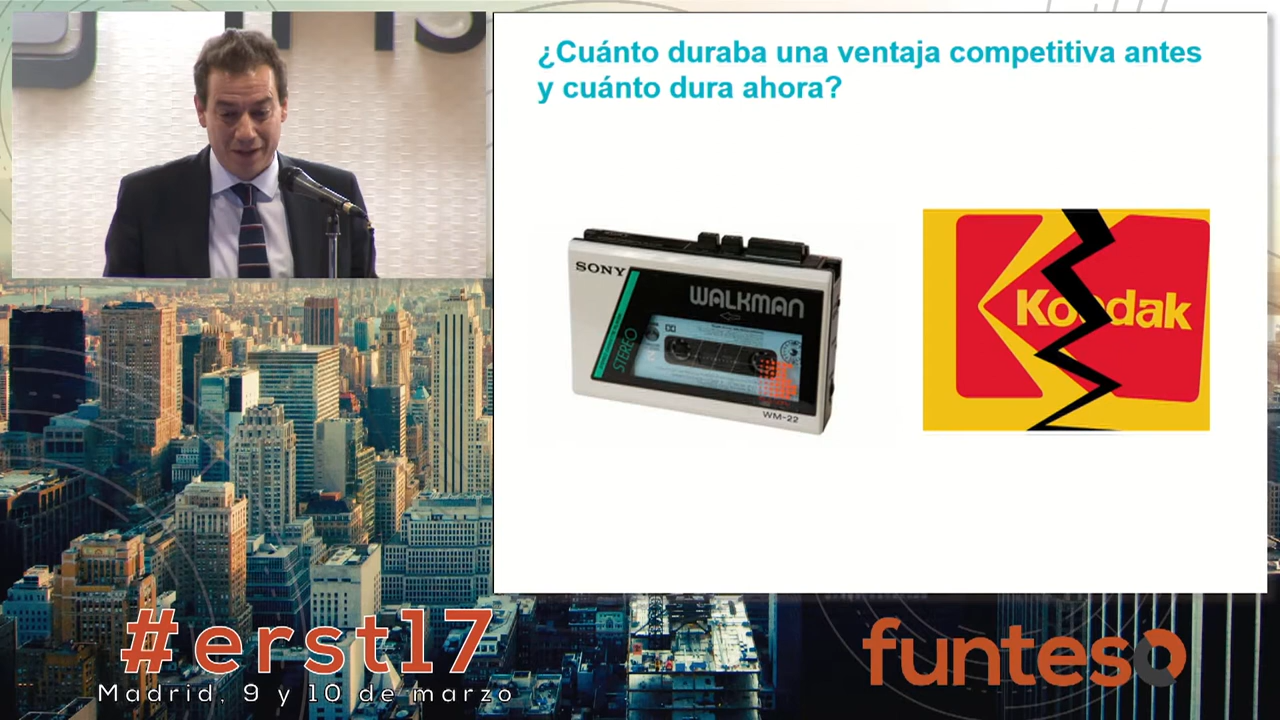 ¿Cuánto duraba una ventaja competitiva antes
y cuánto dura ahora?
SONY
WALKMAN
STEREO
WM-22
Kodak
#erst17
Madrid, 9 y 10 de marzo
funteso